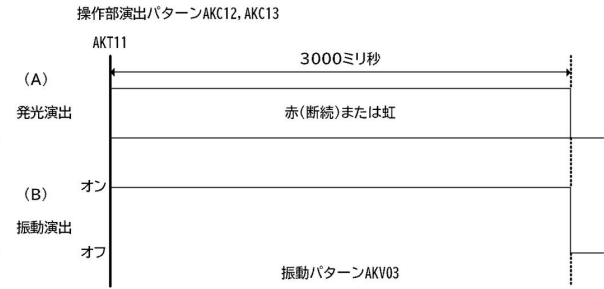 操作部演出パターンAKC12,AKC13
AKT11
3000ミリ秒
(A)
発光演出
赤(断続)または虹
オン
(B)
振動演出
オフ
振動パターンAKV03